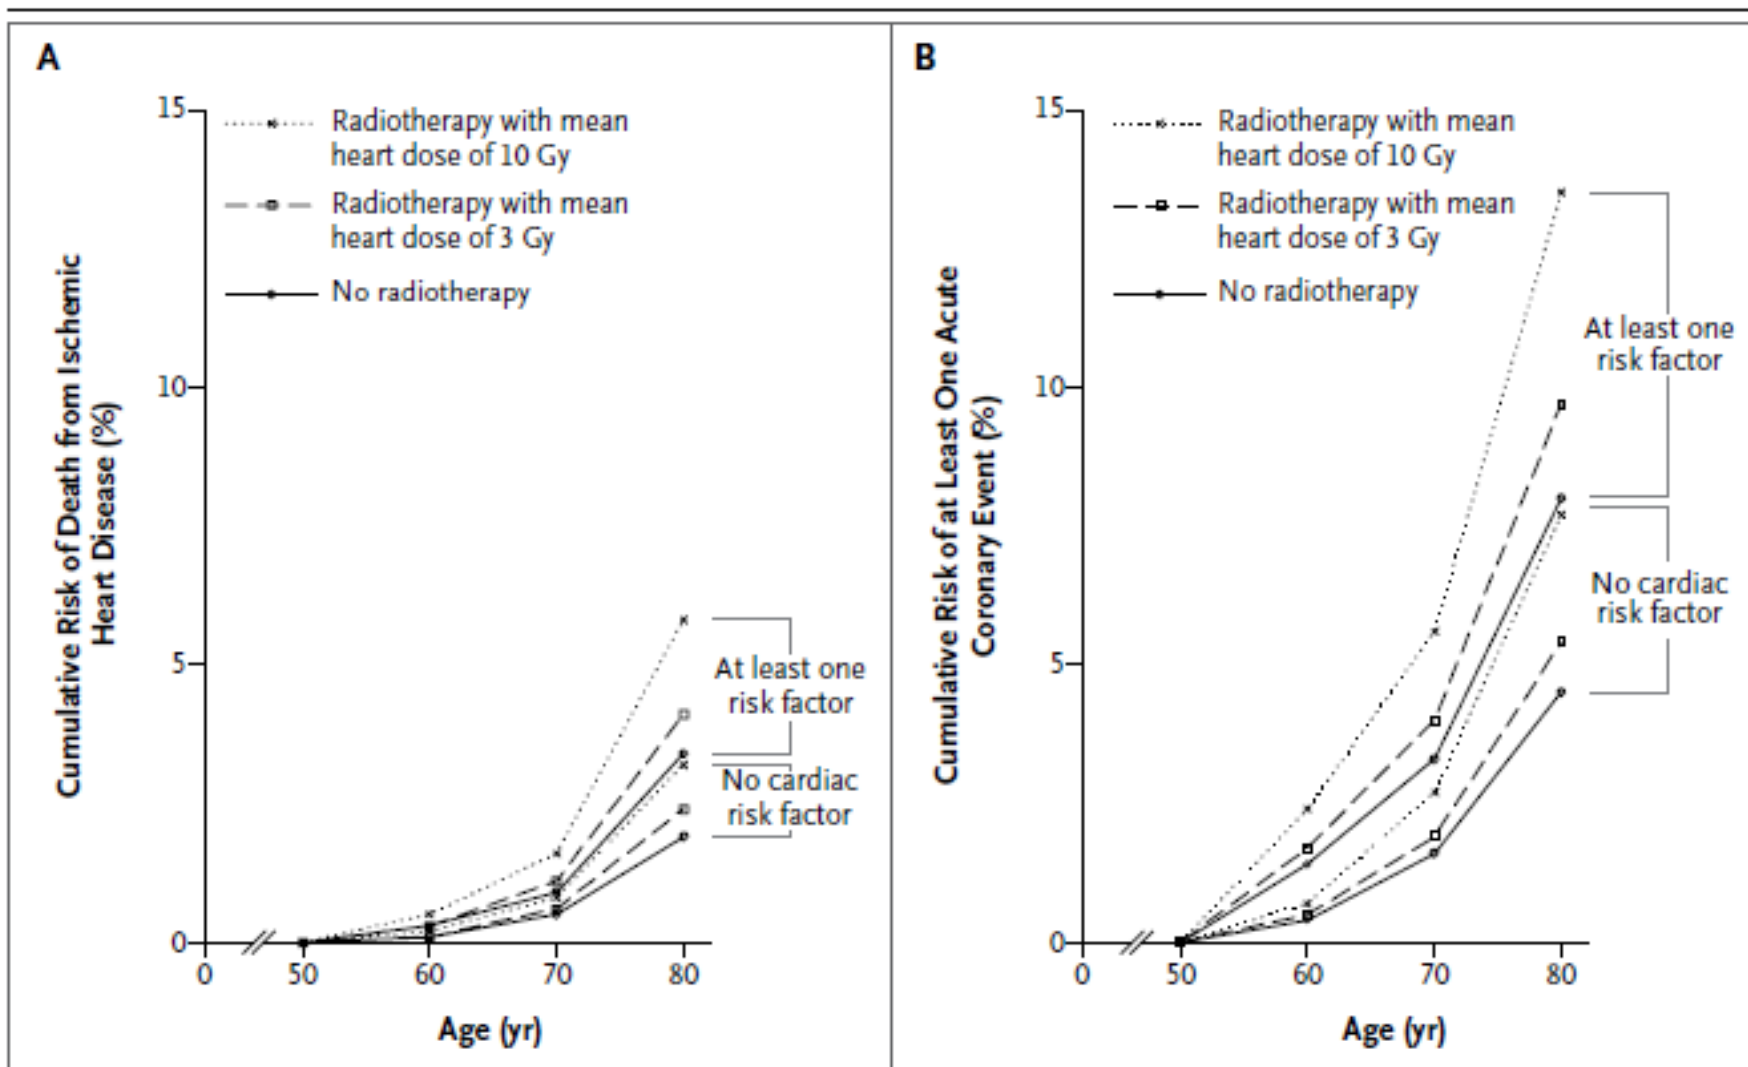 A
15
Radiotherapy with mean
heart dose of 10 Gy
Radiotherapy with mean
heart dose of 3 Gy
No radiotherapy
10
5
0
Cumulative Risk of Death from Ischemic
Heart Disease (%)
At least one
risk factor
No cardiac
risk factor
0 50 60 70 80
Age (yr)
B
15
Radiotherapy with mean
heart dose of 10 Gy
Radiotherapy with mean
heart dose of 3 Gy
No radiotherapy
10
5
0
Cumulative Risk of at Least One Acute
Coronary Event (%)
At least one
risk factor
No cardiac
risk factor
0 50 60 70 80
Age (yr)